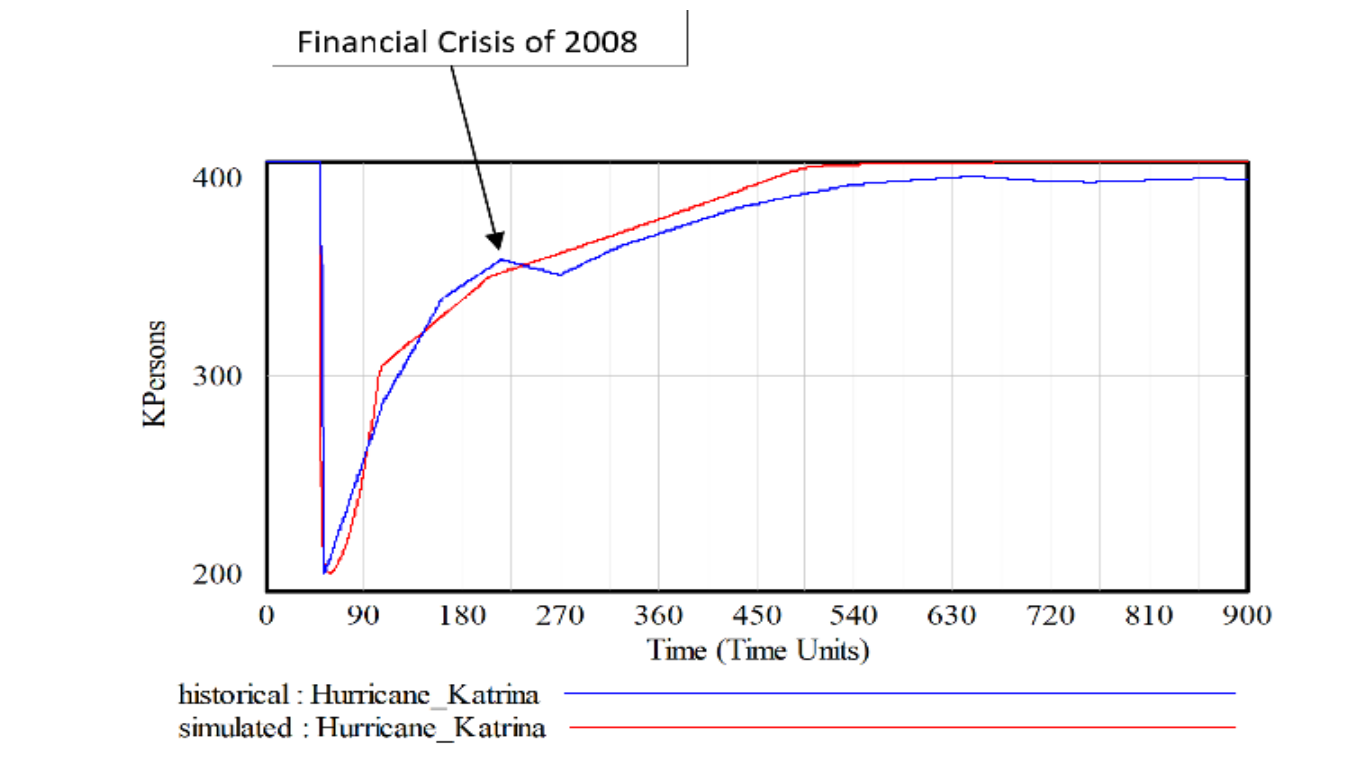 Financial Crisis of 2008
400
300
200
KPersons
0 90 180 270 360 450 540 630 720 810 900
Time (Time Units)
historical : Hurricane_Katrina
simulated : Hurricane_Katrina